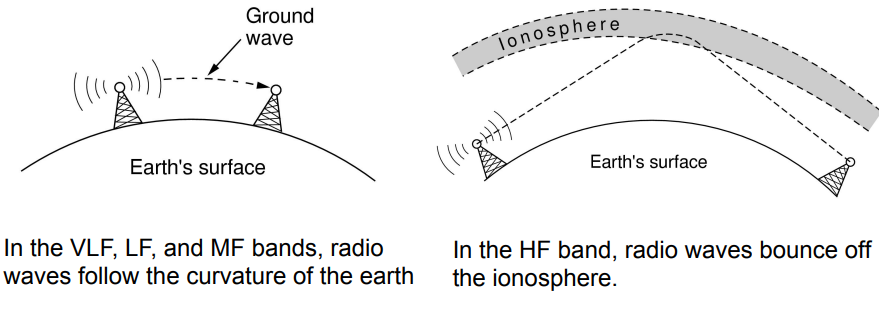 Ground
wave
Earth's surface
Ionosphere
Earth's surface
In the VLF, LF, and MF bands, radio
waves follow the curvature of the earth
In the HF band, radio waves bounce off
the ionosphere.